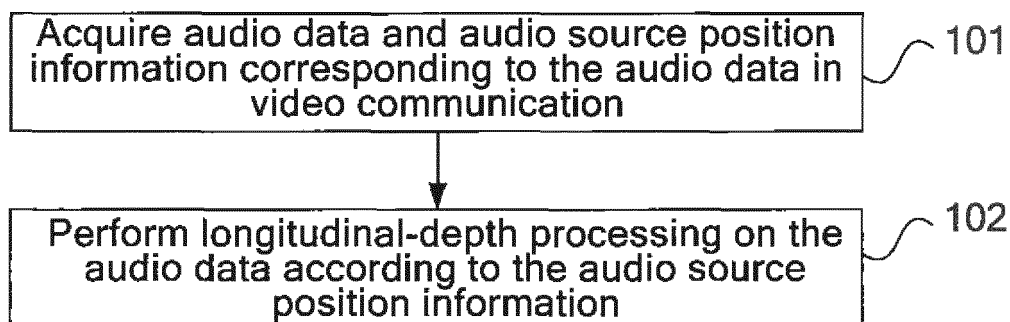 Acquire audio data and audio source position
information corresponding to the audio data in
video communication
101
Perform longitudinal-depth processing on the
audio data according to the audio source
position information
102